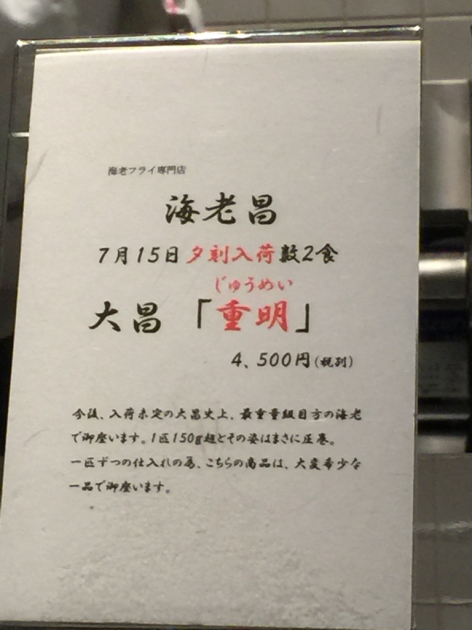 海老フライ専門店
海老昌
7月15日夕刻入荷数2食
じゅうめい
大昌「重明」
4,500円(税別)
今後、入荷未定の大昌史上、最重量級目方の海老
で御座います。1匹150g超とその姿はまさに圧巻。
一匹ずつの仕入れの為、こちらの商品は、大変希少な
一品で御座います。